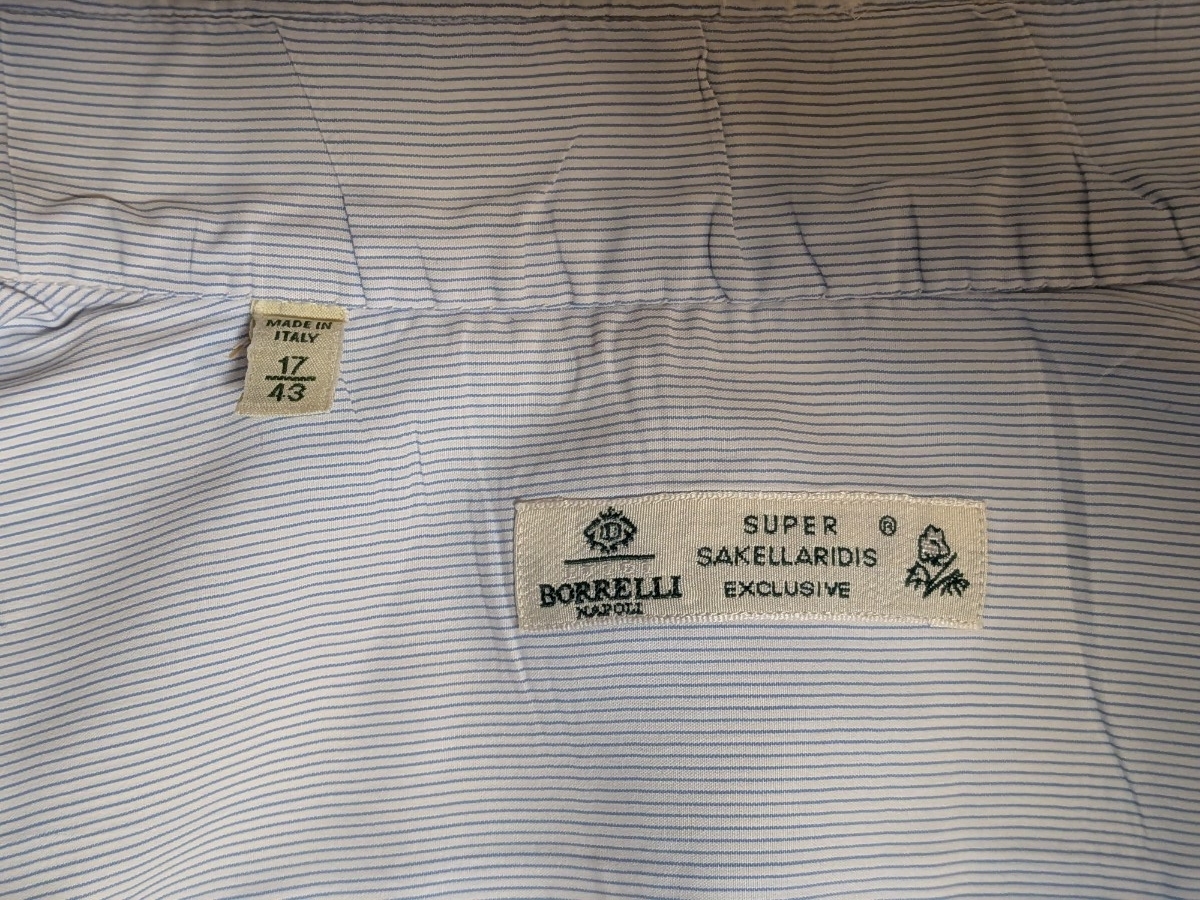 MADE IN
ITALY
17
43
BORRELLI
NAPOLI
SUPER ®
SAKELLARIDIS
EXCLUSIVE